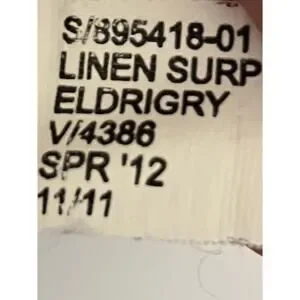 S/895418-01
LINEN SURP
ELDRIGRY
V/4386
SPR '12
11/11